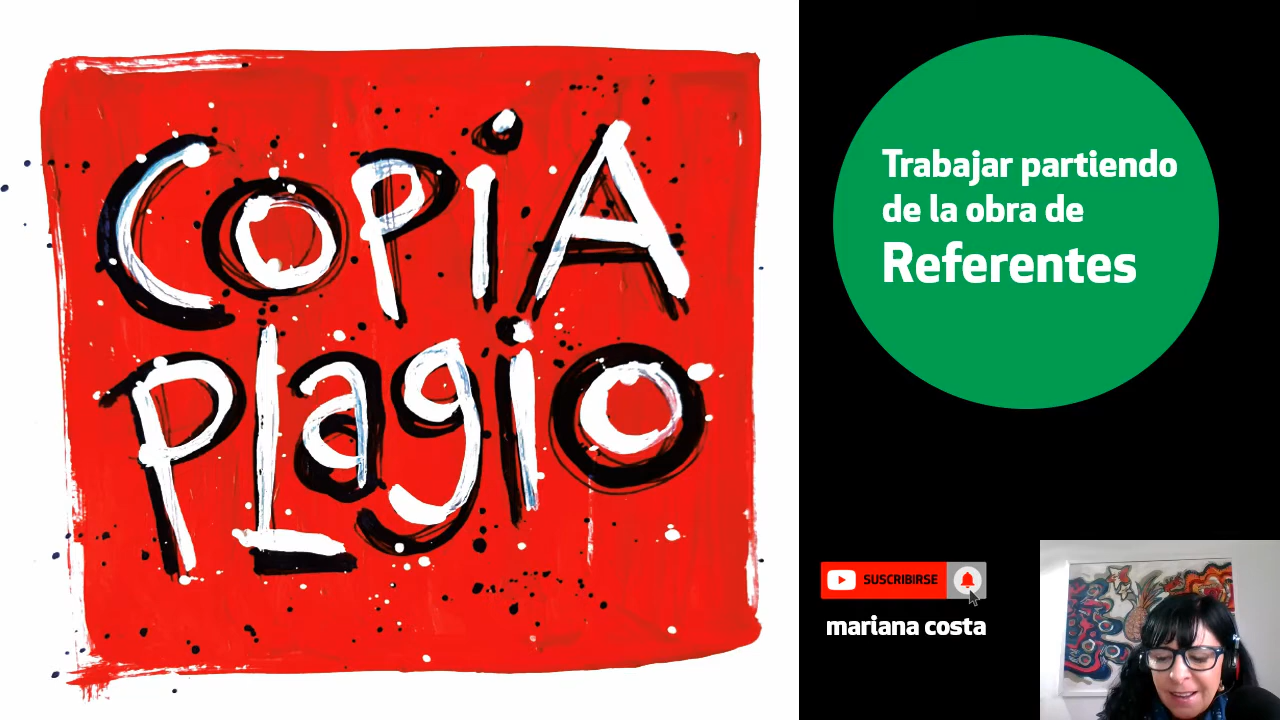 COPiA
PLagio
Trabajar partiendo
de la obra de
Referentes
SUSCRIBIRSE
mariana costa